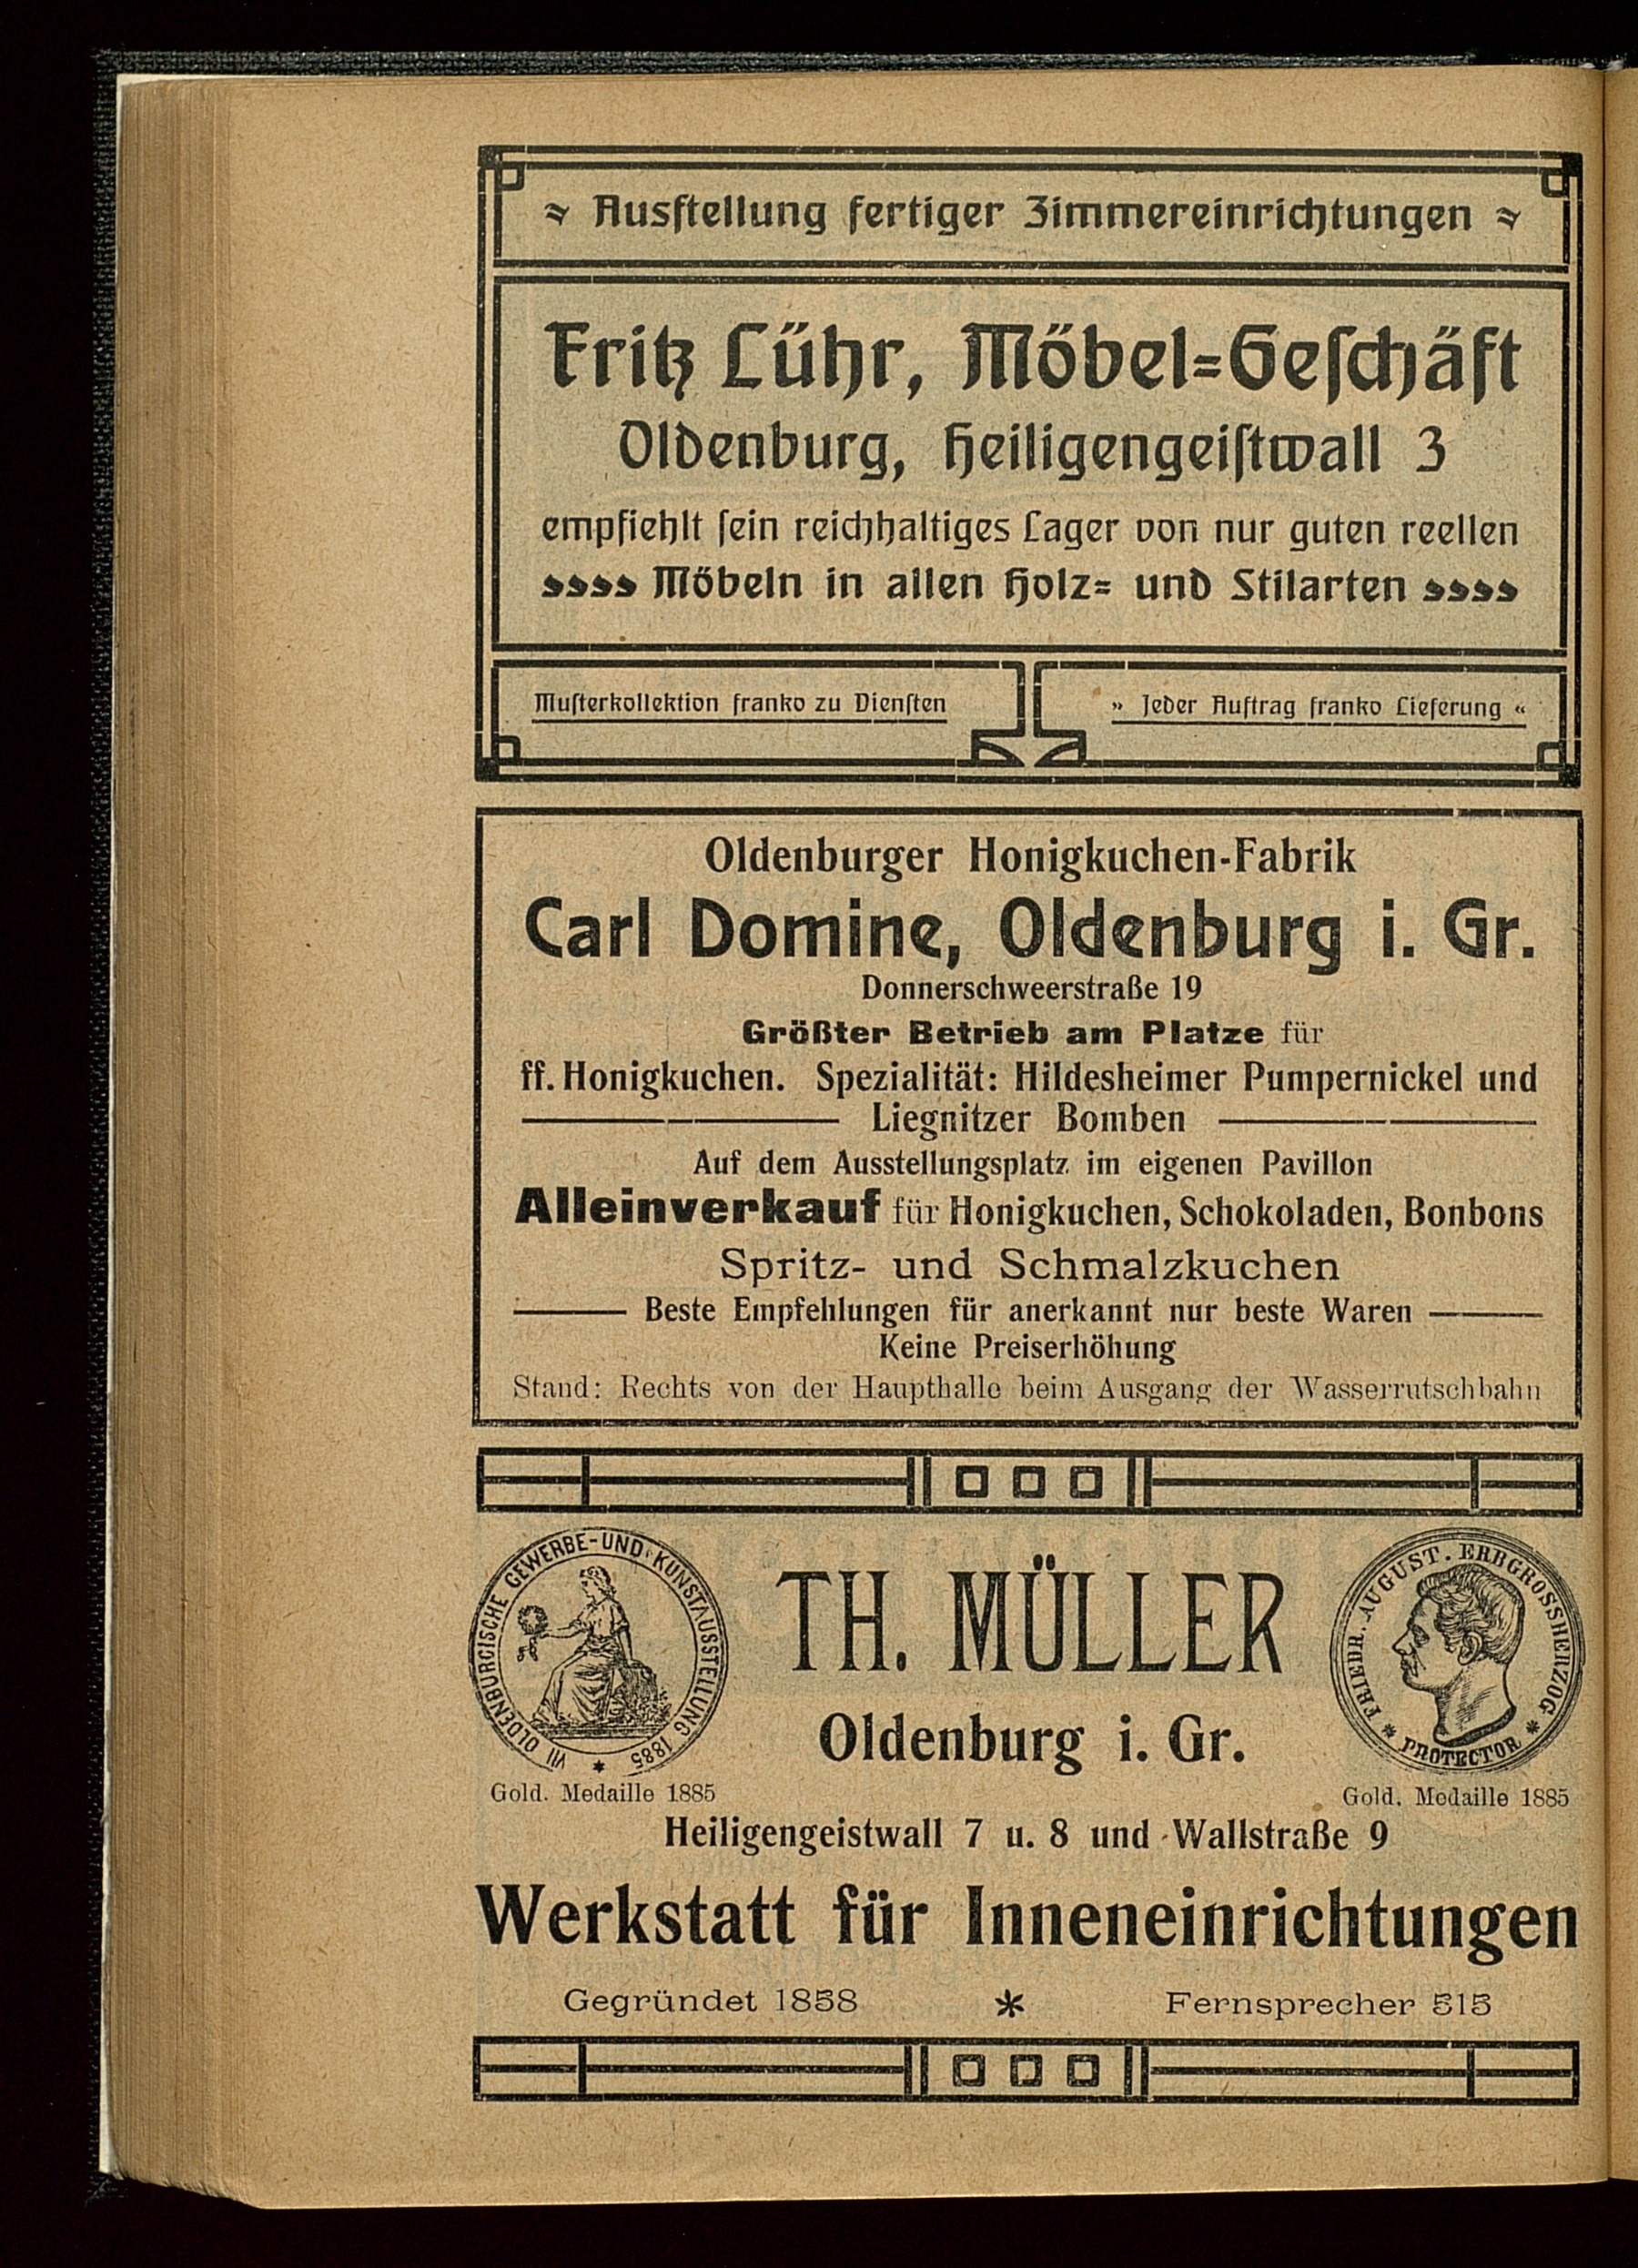 Ausstellung fertiger Zimmereinrichtungen
Fritz Lühr, Möbel=Geschäft
Oldenburg, Heiligengeistwall 3
empfiehlt sein reichhaltiges Lager von nur guten reellen
Möbeln in allen Holz= und Stilarten
Musterkollektion franko zu Diensten
» Jeder Auftrag franko Lieferung «
Oldenburger Honigkuchen-Fabrik
Carl Domine, Oldenburg i. Gr.
Donnerschweerstraße 19
Größter Betrieb am Platze für
ff. Honigkuchen. Spezialität: Hildesheimer Pumpernickel und
Liegnitzer Bomben
Auf dem Ausstellungsplatz im eigenen Pavillon
Alleinverkauf für Honigkuchen, Schokoladen, Bonbons
Spritz- und Schmalzkuchen
Beste Empfehlungen für anerkannt nur beste Waren
Keine Preiserhöhung
Stand: Rechts von der Haupthalle beim Ausgang der Wasserrutschbahn
VII OLDENBURGISCHE GEWERBE-UND KUNSTAUSSTELLUNG 1885 *
Gold. Medaille 1885
TH. MÜLLER
Oldenburg i. Gr.
FRIEDR. AUGUST. ERBGROSSHERZOG
* PROTECTOR *
Gold. Medaille 1885
Heiligengeistwall 7 u. 8 und Wallstraße 9
Werkstatt für Inneneinrichtungen
Gegründet 1858 * Fernsprecher 515